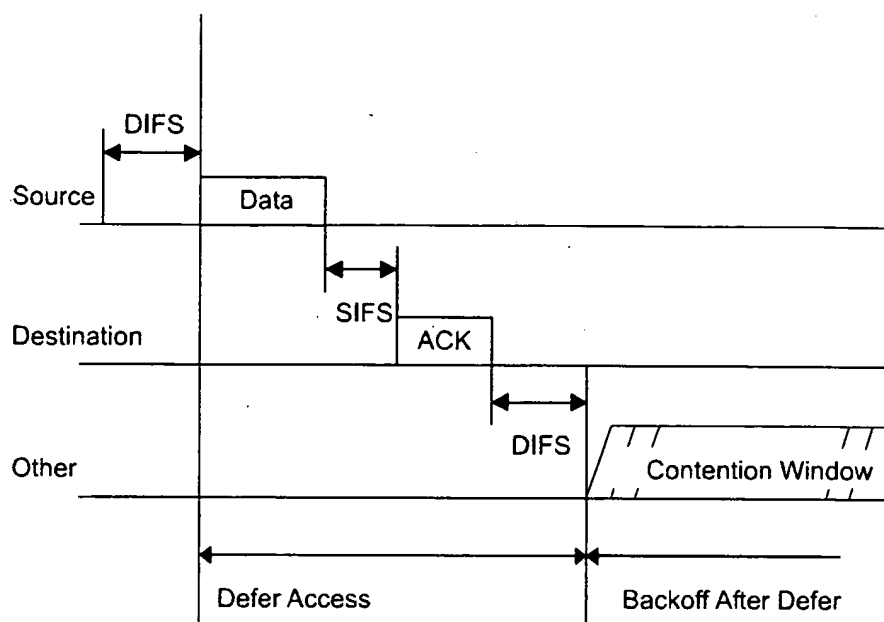 DIFS
Source
Data
SIFS
Destination
ACK
DIFS
Other
Contention Window
Defer Access
Backoff After Defer